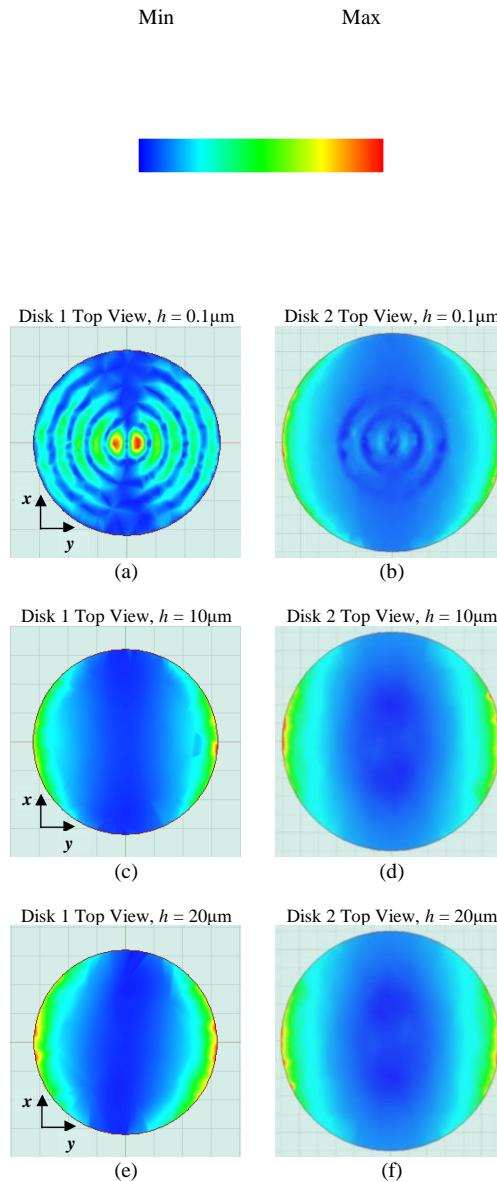 Min Max
Disk 1 Top View, h = 0.1μm Disk 2 Top View, h = 0.1μm
x
y
(a) (b)
Disk 1 Top View, h = 10μm Disk 2 Top View, h = 10μm
x
y
(c) (d)
Disk 1 Top View, h = 20μm Disk 2 Top View, h = 20μm
x
y
(e) (f)